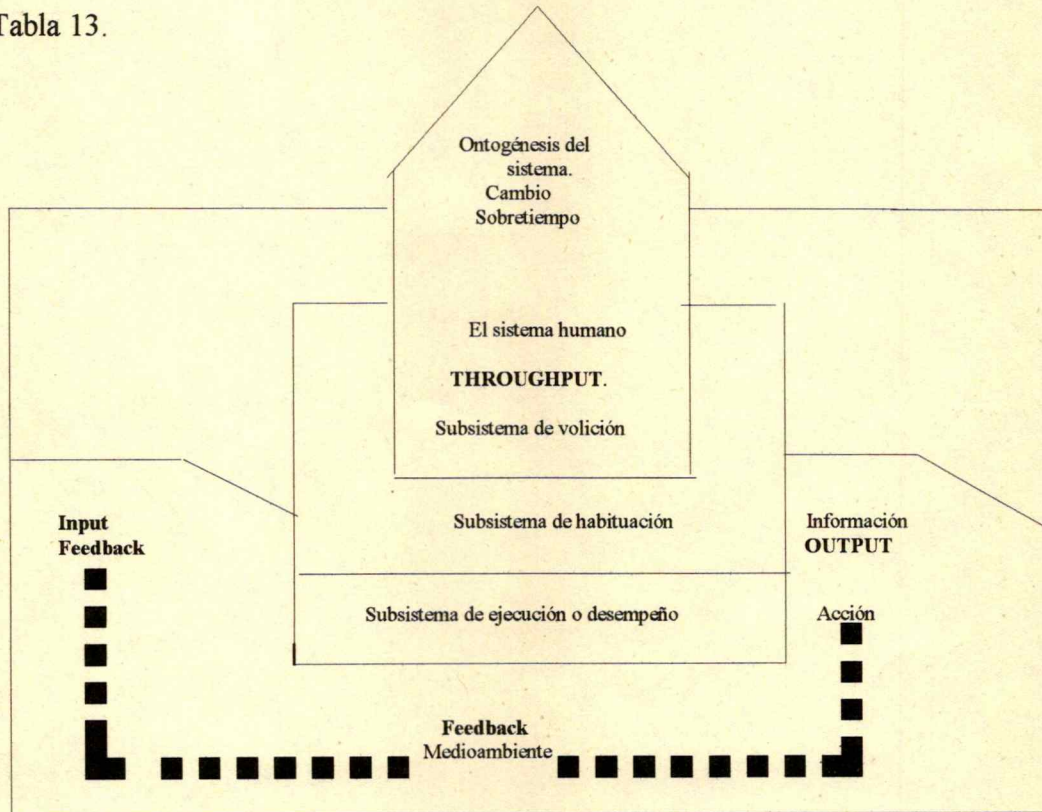 Tabla 13.
Ontogénesis del
sistema.
Cambio
Sobretiempo
El sistema humano
THROUGHPUT.
Subsistema de volición
Input
Feedback
Subsistema de habituación
Información
OUTPUT
Subsistema de ejecución o desempeño
Acción
Feedback
Medioambiente